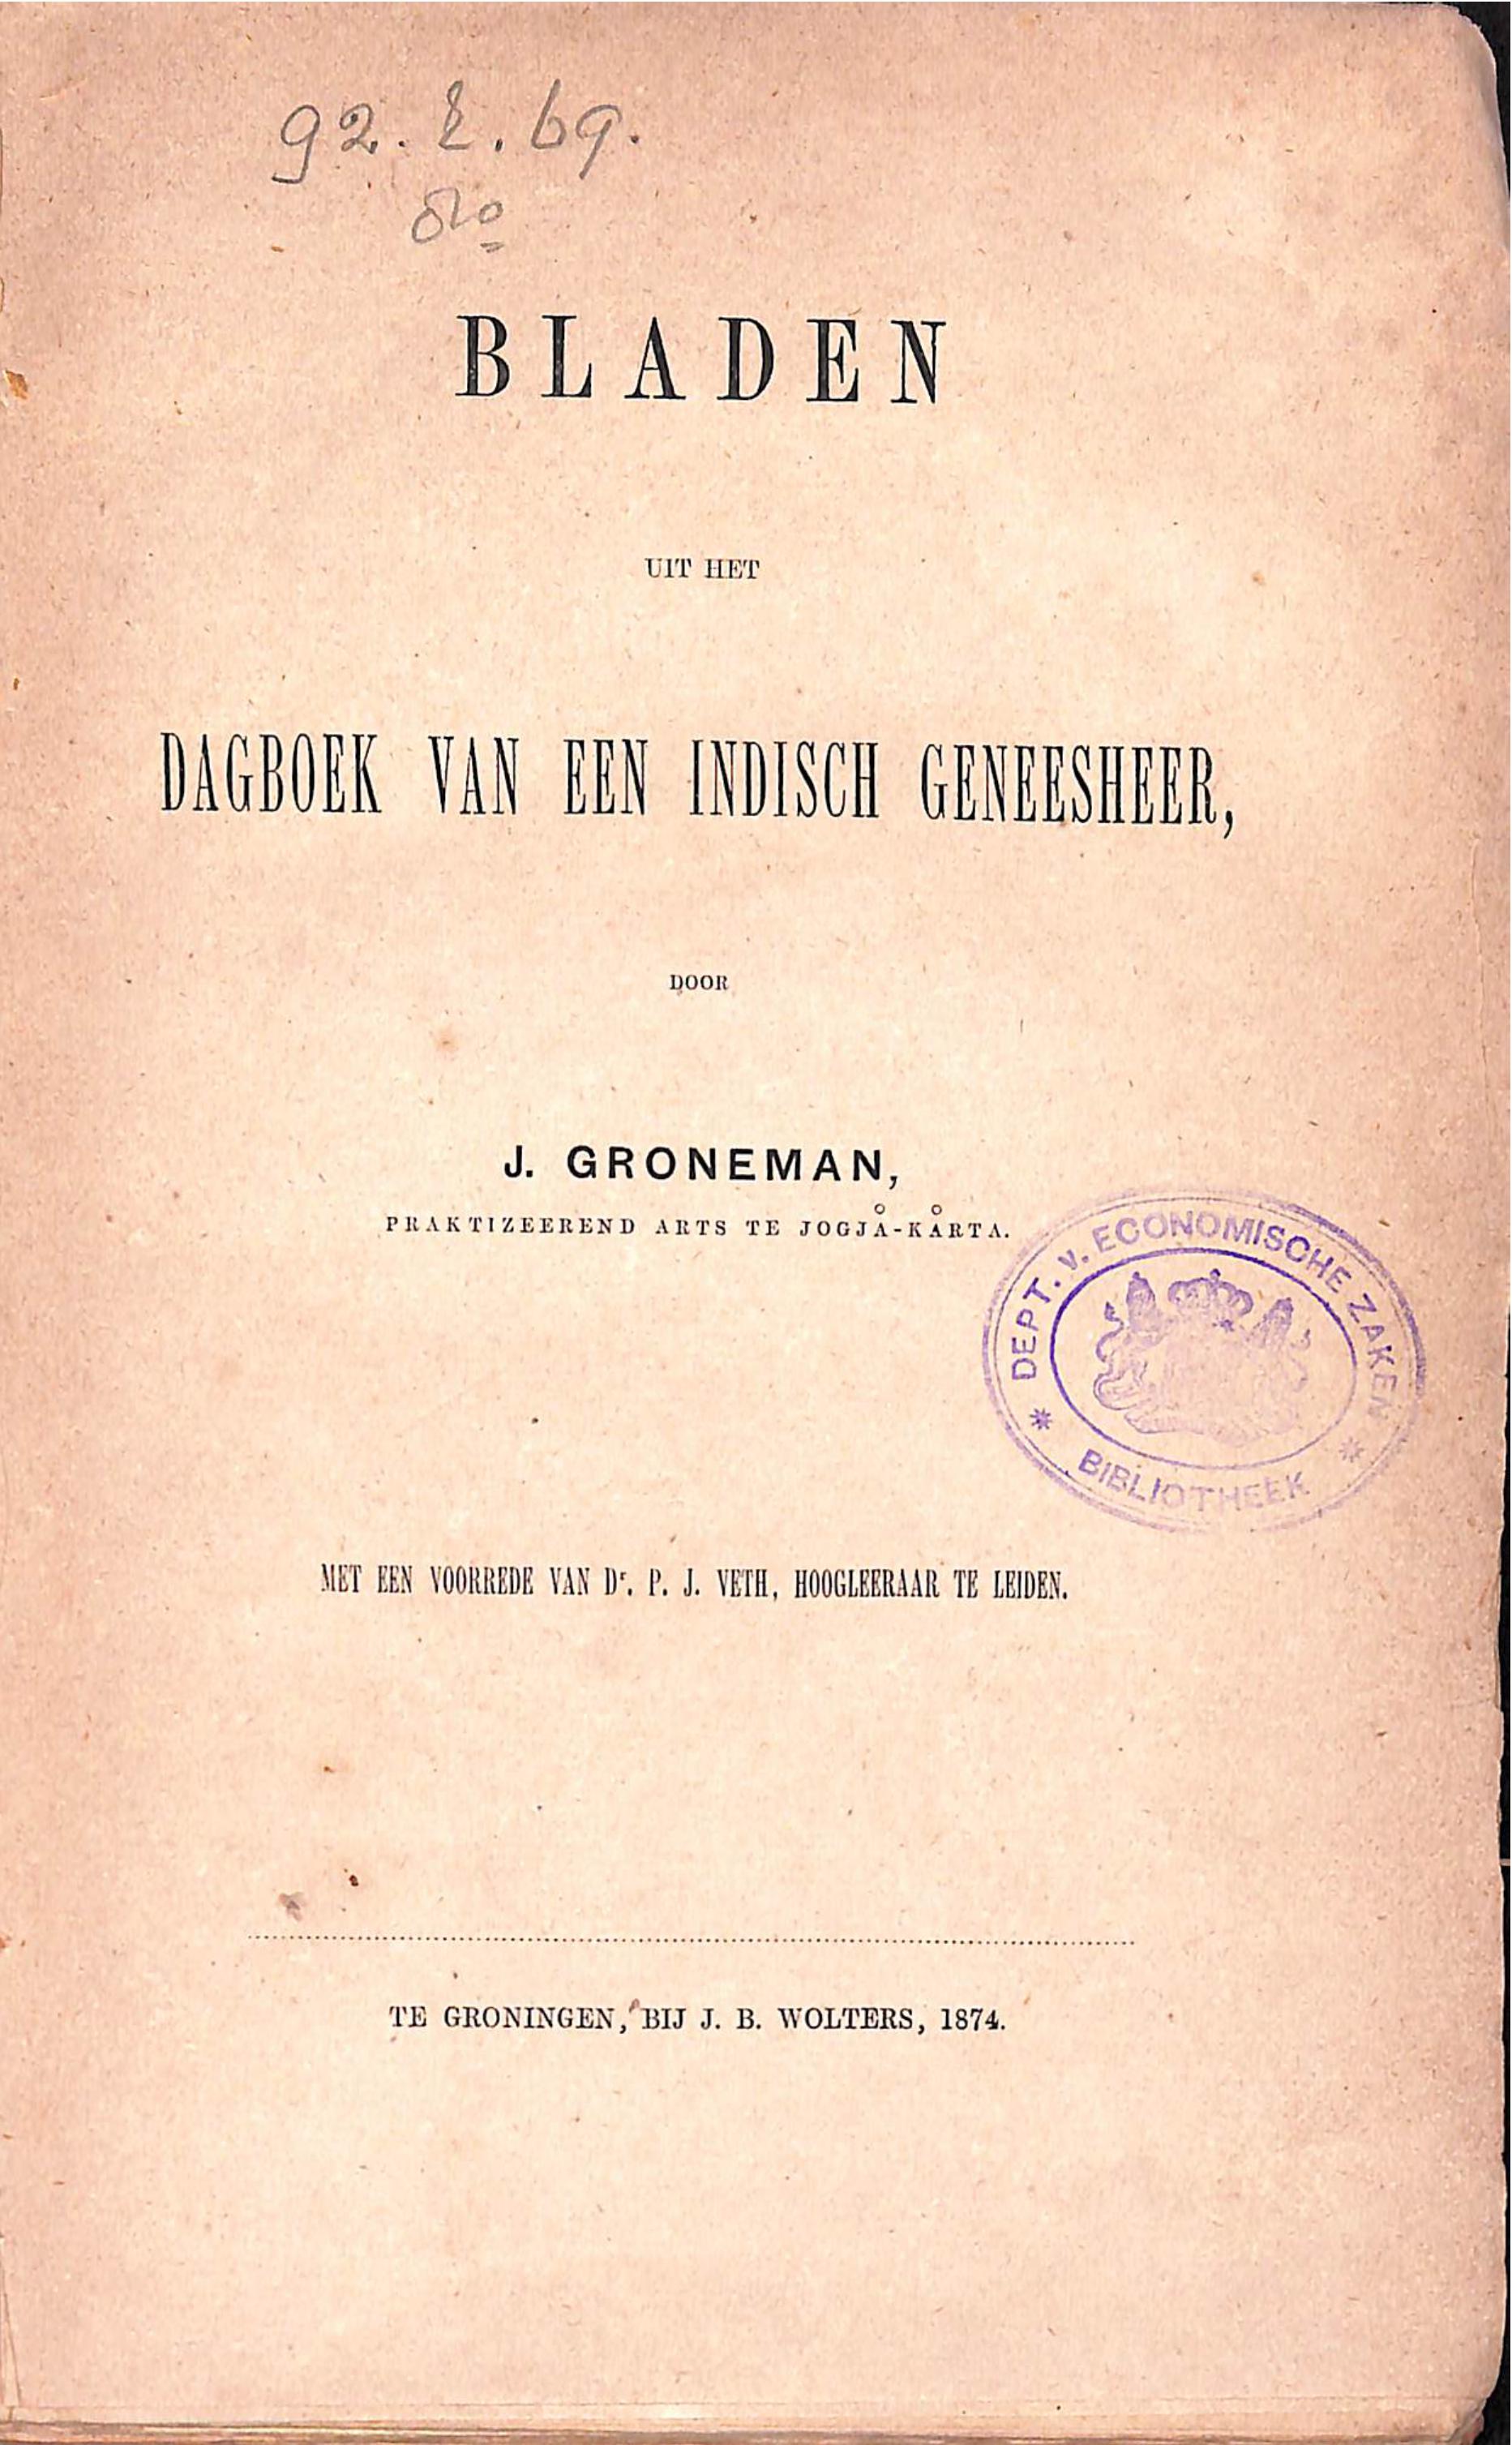 92. E. 69.
8vo
BLADEN
UIT HET
DAGBOEK VAN EEN INDISCH GENEESHEER,
DOOR
J. GRONEMAN,
PRAKTIZEEREND ARTS TE JOGJÅ-KÅRTA.
DEPT. v. ECONOMISCHE ZAKEN
* BIBLIOTHEEK *
MET EEN VOORREDE VAN Dr. P. J. VETH, HOOGLEERAAR TE LEIDEN.
TE GRONINGEN, BIJ J. B. WOLTERS, 1874.